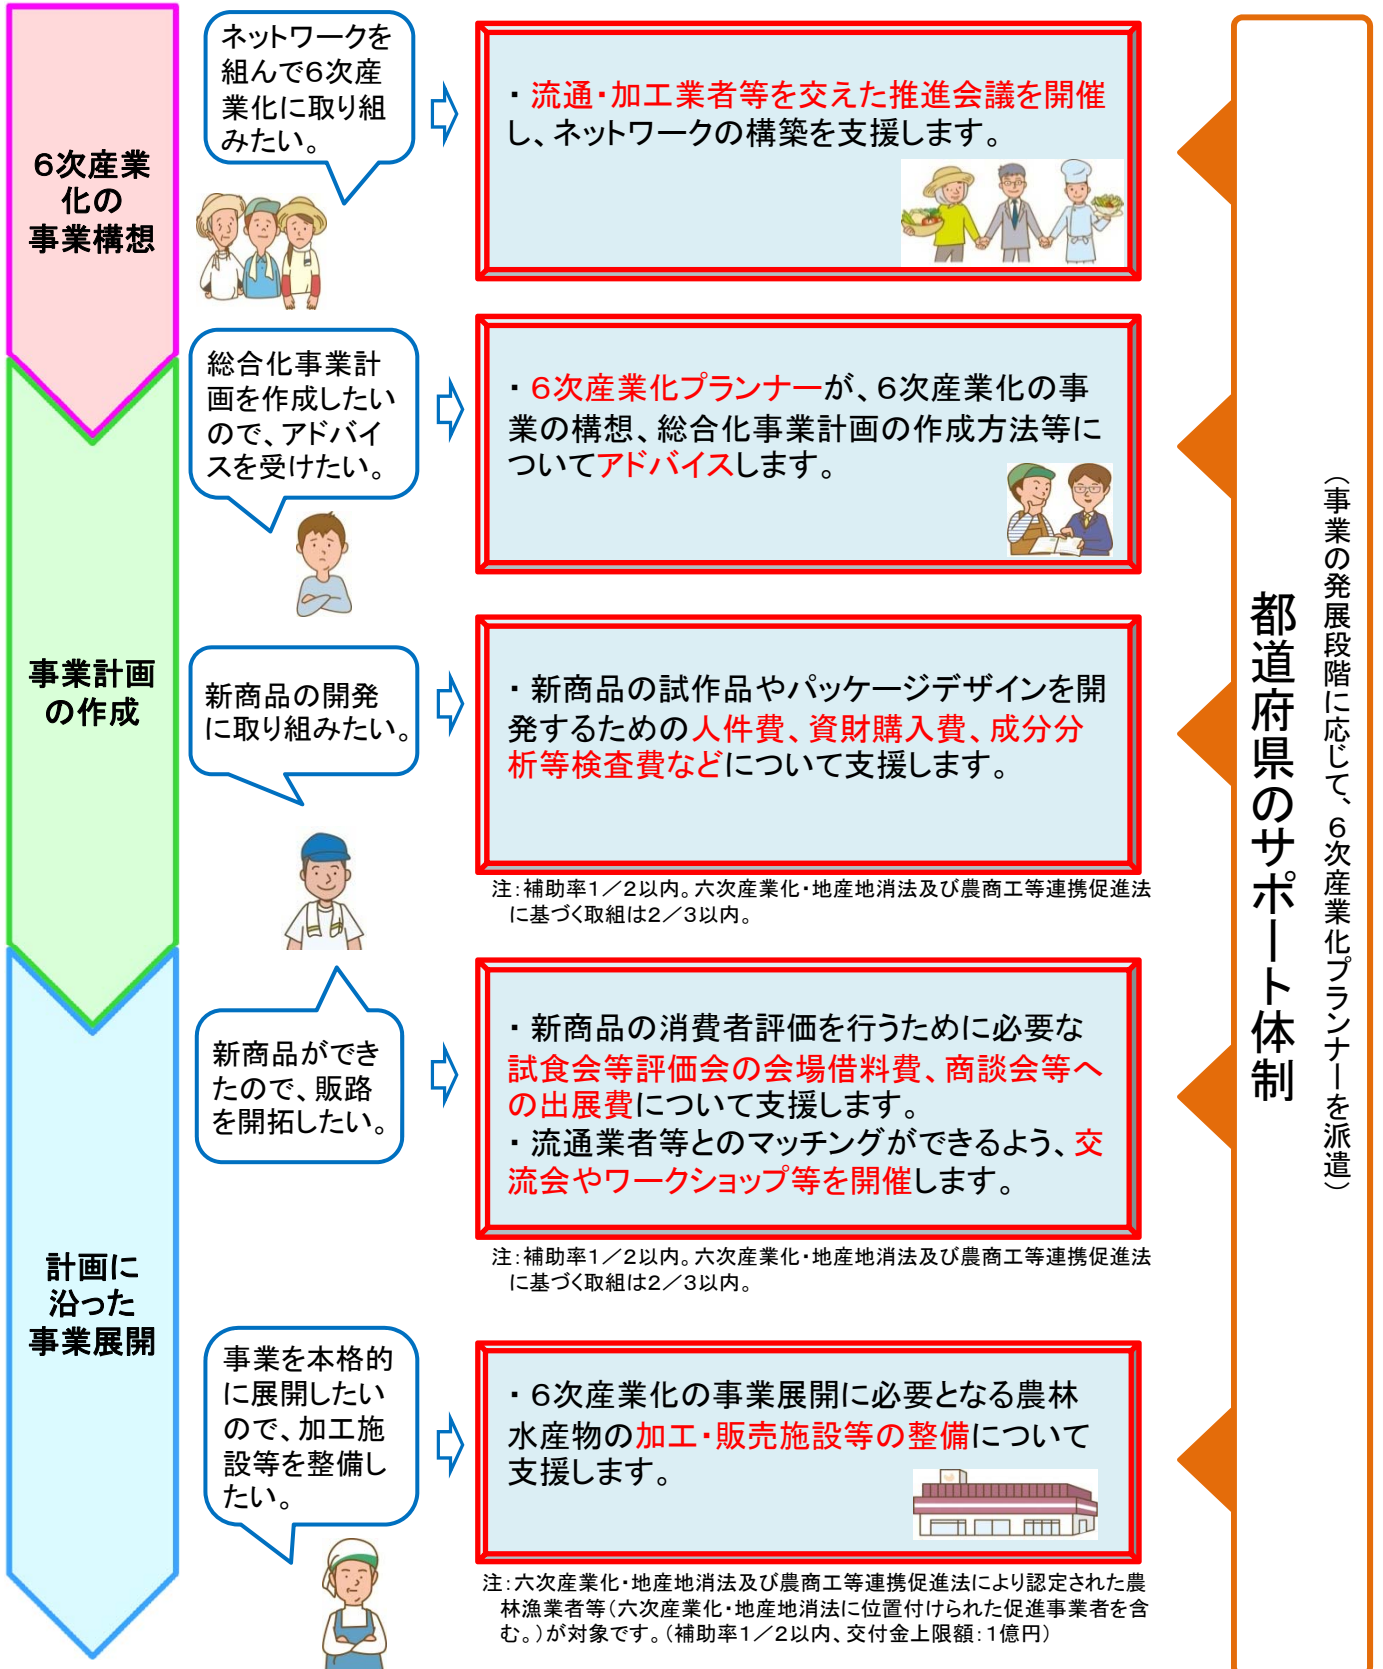 6次産業
化の
事業構想
ネットワークを
組んで6次産
業化に取り組
みたい。
・ 流通・加工業者等を交えた推進会議を開催
し、ネットワークの構築を支援します。
総合化事業計
画を作成したい
ので、アドバイ
スを受けたい。
・ 6次産業化プランナーが、6次産業化の事
業の構想、総合化事業計画の作成方法等に
ついてアドバイスします。
事業計画
の作成
新商品の開発
に取り組みたい。
・ 新商品の試作品やパッケージデザインを開
発するための人件費、資財購入費、成分分
析等検査費などについて支援します。
注:補助率1/2以内。六次産業化・地産地消法及び農商工等連携促進法
に基づく取組は2/3以内。
新商品ができ
たので、販路
を開拓したい。
・ 新商品の消費者評価を行うために必要な
試食会等評価会の会場借料費、商談会等へ
の出展費について支援します。
・ 流通業者等とのマッチングができるよう、交
流会やワークショップ等を開催します。
注:補助率1/2以内。六次産業化・地産地消法及び農商工等連携促進法
に基づく取組は2/3以内。
計画に
沿った
事業展開
事業を本格的
に展開したい
ので、加工施
設等を整備し
たい。
・ 6次産業化の事業展開に必要となる農林
水産物の加工・販売施設等の整備について
支援します。
注:六次産業化・地産地消法及び農商工等連携促進法により認定された農
林漁業者等(六次産業化・地産地消法に位置付けられた促進事業者を含
む。)が対象です。(補助率1/2以内、交付金上限額:1億円)
都道府県のサポート体制
(事業の発展段階に応じて、6次産業化プランナーを派遣)